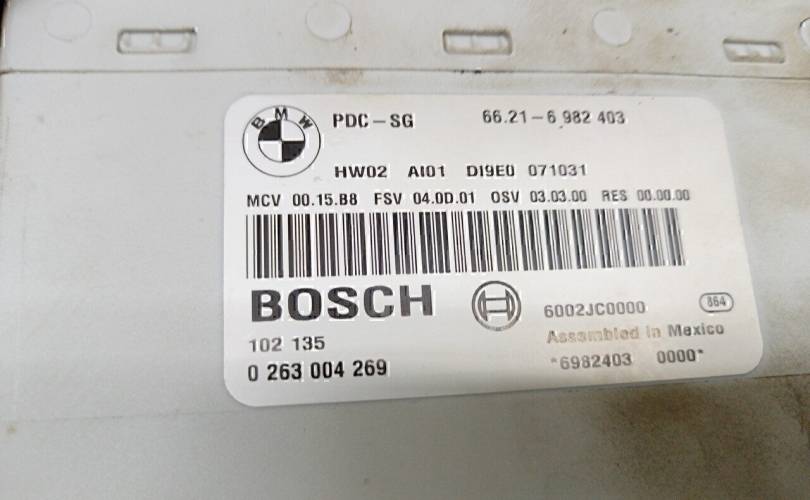 BMW
PDC-SG 66.21-6 982 403
HW02 AI01 DI9E0 071031
MCV 00.15.B8 FSV 04.0D.01 OSV 03.03.00 RES 00.00.00
BOSCH 6002JC0000 864
102 135 Assembled in Mexico
0 263 004 269 *6982403 0000*